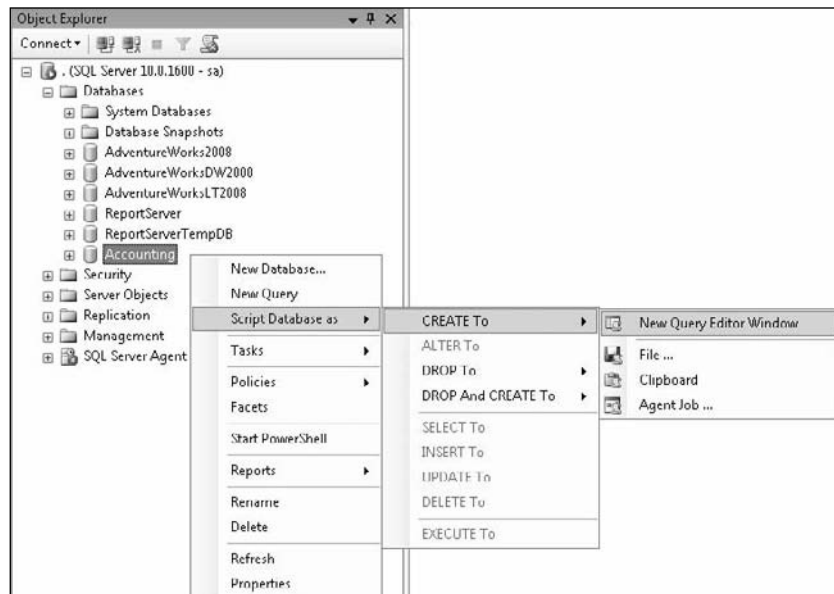 Object Explorer
Connect
. (SQL Server 10.0.1600 - sa)
Databases
System Databases
Database Snapshots
AdventureWorks2008
AdventureWorksDW2000
AdventureWorksLT2008
ReportServer
ReportServerTempDB
Accounting
Security
Server Objects
Replication
Management
SQL Server Agent
New Database...
New Query
Script Database as
Tasks
Policies
Facets
Start PowerShell
Reports
Rename
Delete
Refresh
Properties
CREATE To
ALTER To
DROP To
DROP And CREATE To
SELECT To
INSERT To
UPDATE To
DELETE To
EXECUTE To
New Query Editor Window
File ...
Clipboard
Agent Job ...